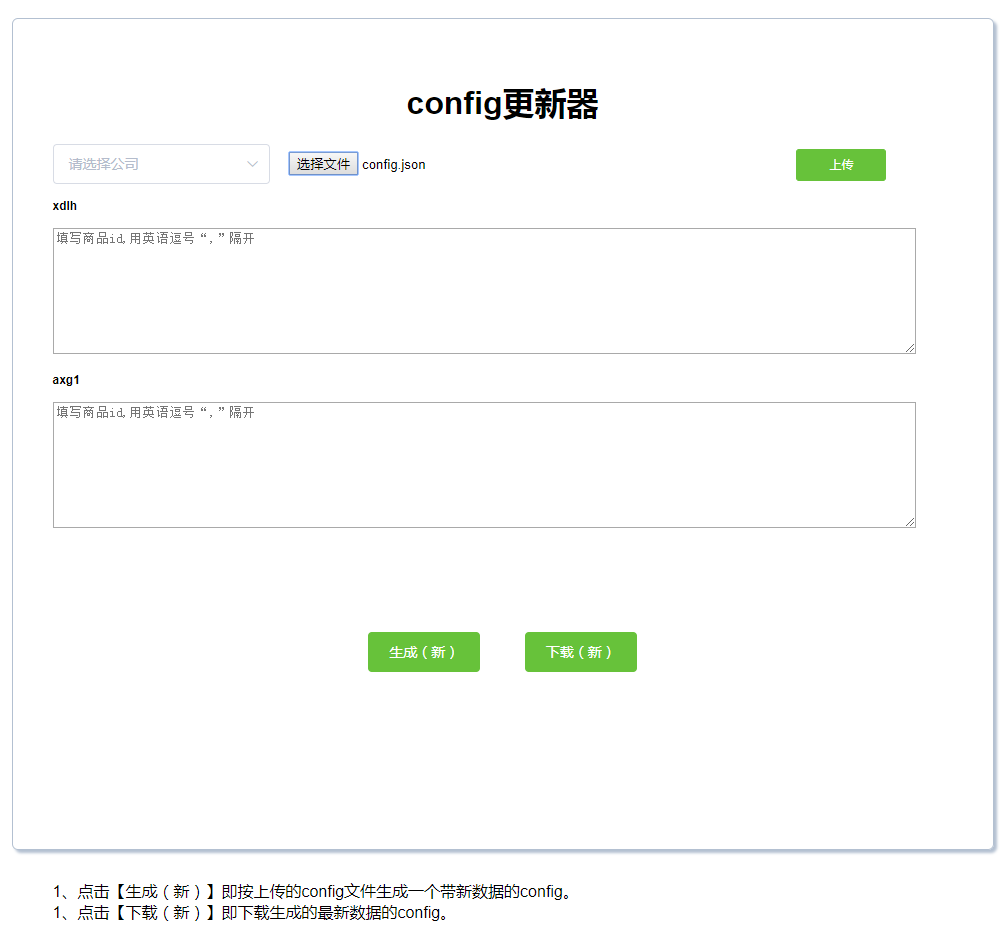 config更新器
请选择公司 选择文件 config.json 上传
xdlh
填写商品id,用英语逗号“，”隔开
axg1
填写商品id,用英语逗号“，”隔开
生成（新） 下载（新）
1、点击【生成（新）】即按上传的config文件生成一个带新数据的config。
1、点击【下载（新）】即下载生成的最新数据的config。